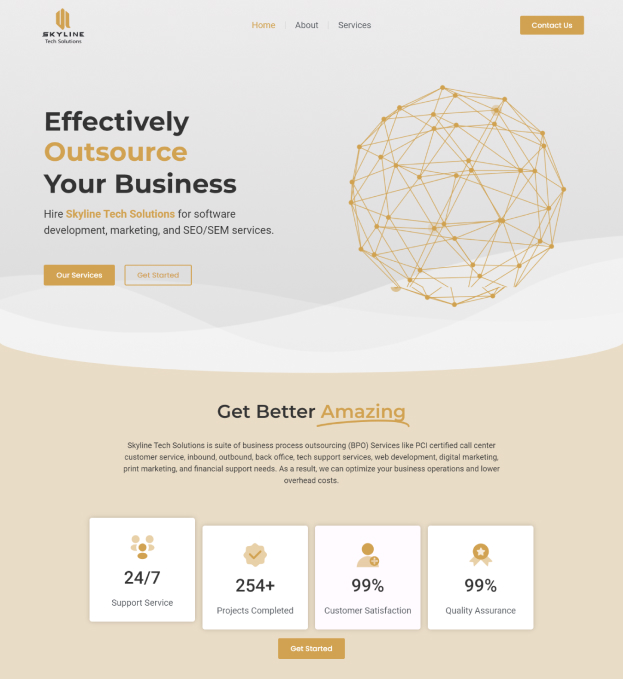 SKYLINE
Tech Solutions
Home
About
Services
Contact Us
Effectively
Outsource
Your Business
Hire Skyline Tech Solutions for software
development, marketing, and SEO/SEM services.
Our Services
Get Started
Get Better Amazing
Skyline Tech Solutions is suite of business process outsourcing (BPO) Services like PCI certified call center
customer service, inbound, outbound, back office, tech support services, web development, digital marketing,
print marketing, and financial support needs. As a result, we can optimize your business operations and lower
overhead costs.
24/7
Support Service
254+
Projects Completed
99%
Customer Satisfaction
99%
Quality Assurance
Get Started